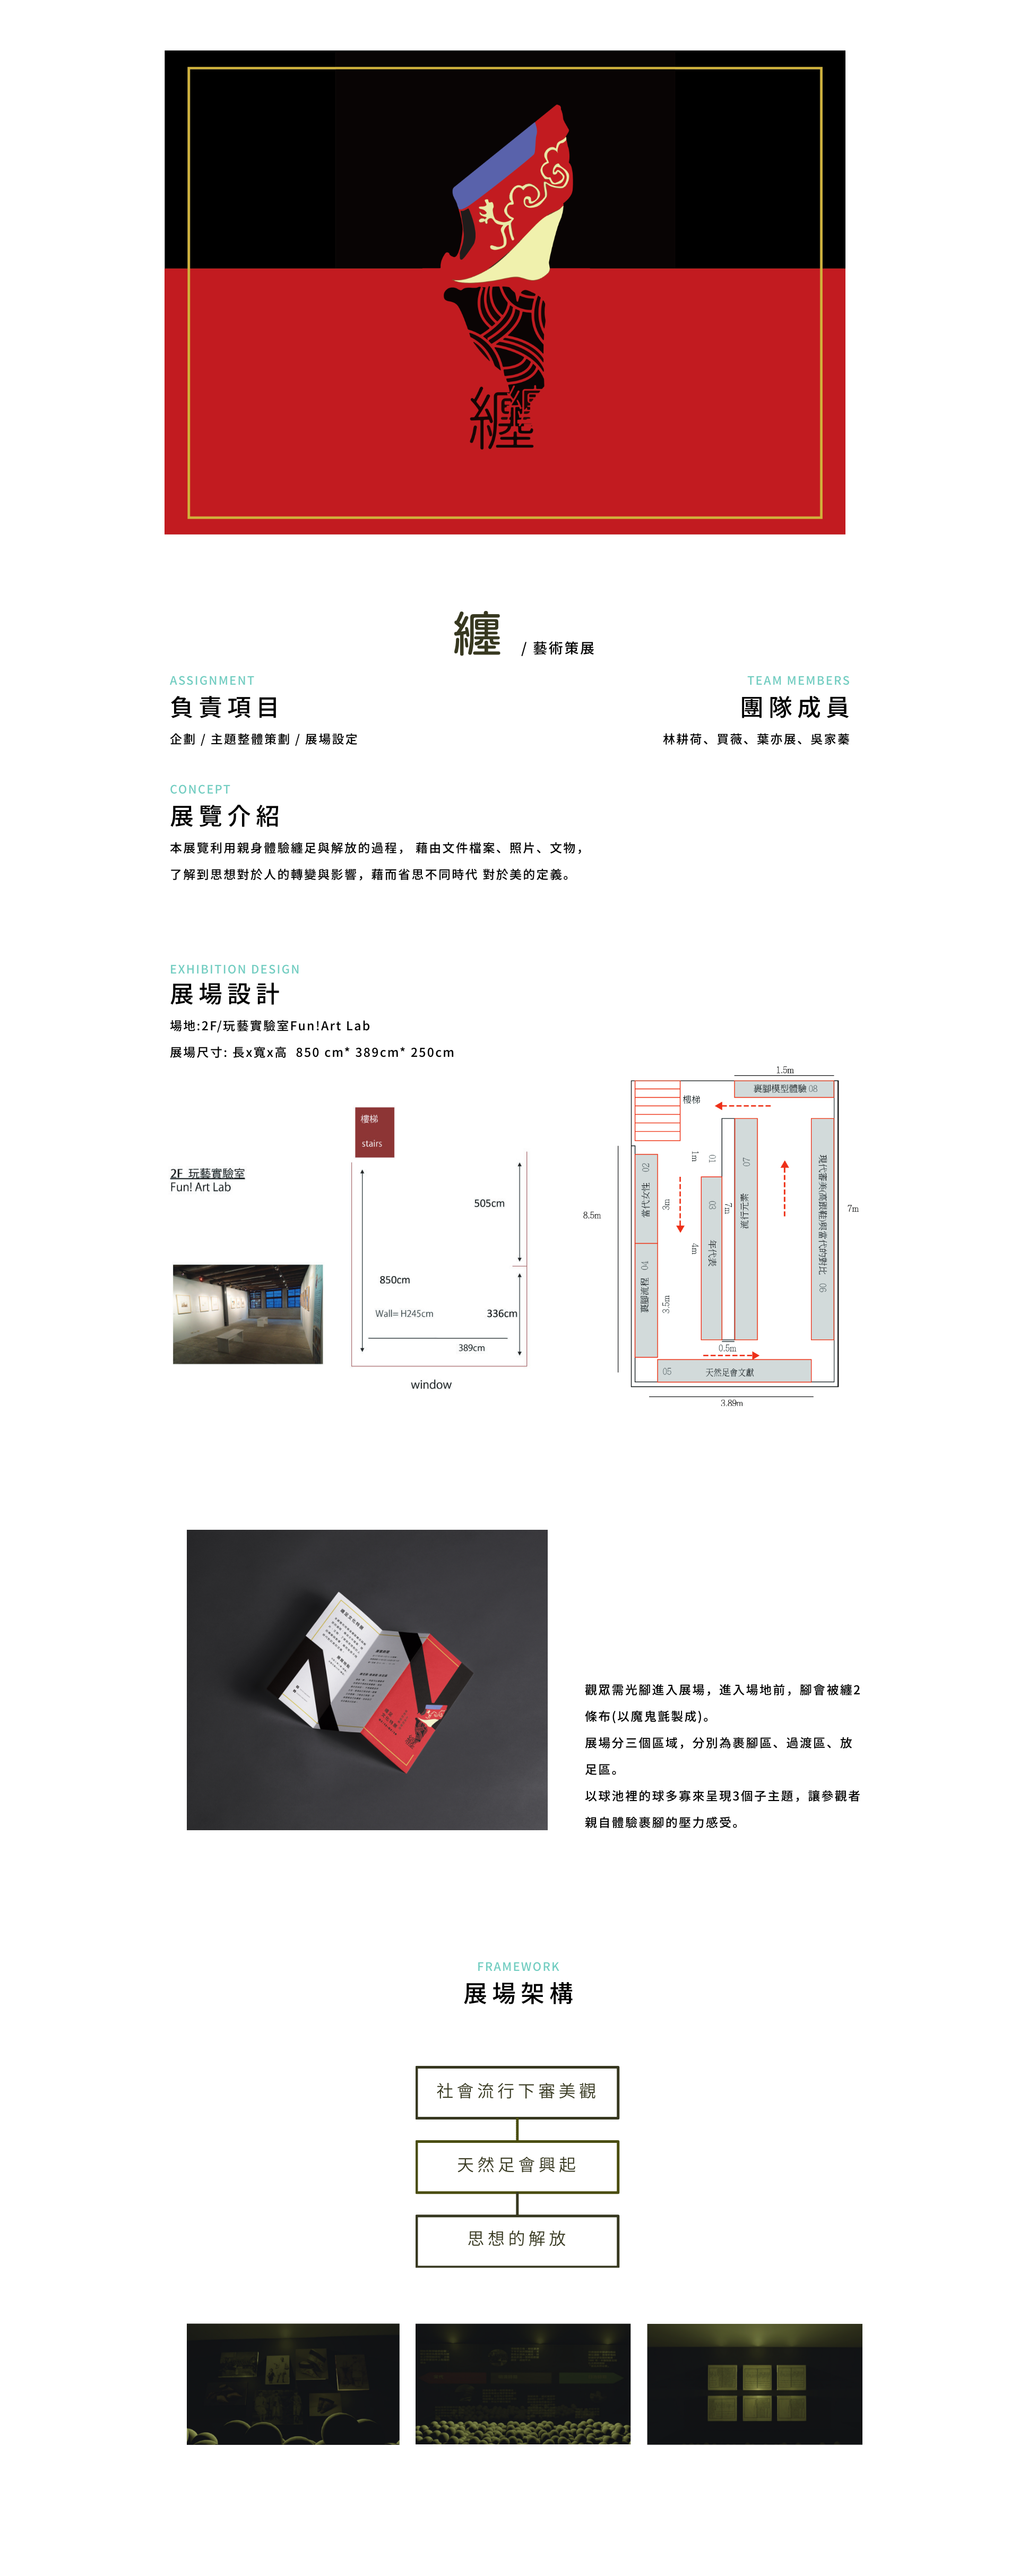 纏
纏
/ 藝術策展
ASSIGNMENT
負責項目
企劃 / 主題整體策劃 / 展場設定
TEAM MEMBERS
團隊成員
林耕荷、買薇、葉亦展、吳家蓁
CONCEPT
展覽介紹
本展覽利用親身體驗纏足與解放的過程， 藉由文件檔案、照片、文物，
了解到思想對於人的轉變與影響，藉而省思不同時代 對於美的定義。
EXHIBITION DESIGN
展場設計
場地:2F/玩藝實驗室Fun!Art Lab
展場尺寸: 長x寬x高 850 cm* 389cm* 250cm
2F 玩藝實驗室
Fun! Art Lab
樓梯
stairs
505cm
850cm
Wall= H245cm
336cm
389cm
window
1.5m
裹腳模型體驗 08
樓梯
1m
01
02
當代女性
3m
03
年代表
7m
07
流行元素
現代審美(高跟鞋)與當代的對比 06
8.5m
7m
4m
04
裹腳流程
3.5m
0.5m
05
天然足會文獻
3.89m
觀眾需光腳進入展場，進入場地前，腳會被纏2
條布(以魔鬼氈製成)。
展場分三個區域，分別為裹腳區、過渡區、放
足區。
以球池裡的球多寡來呈現3個子主題，讓參觀者
親自體驗裹腳的壓力感受。
FRAMEWORK
展場架構
社會流行下審美觀
天然足會興起
思想的解放